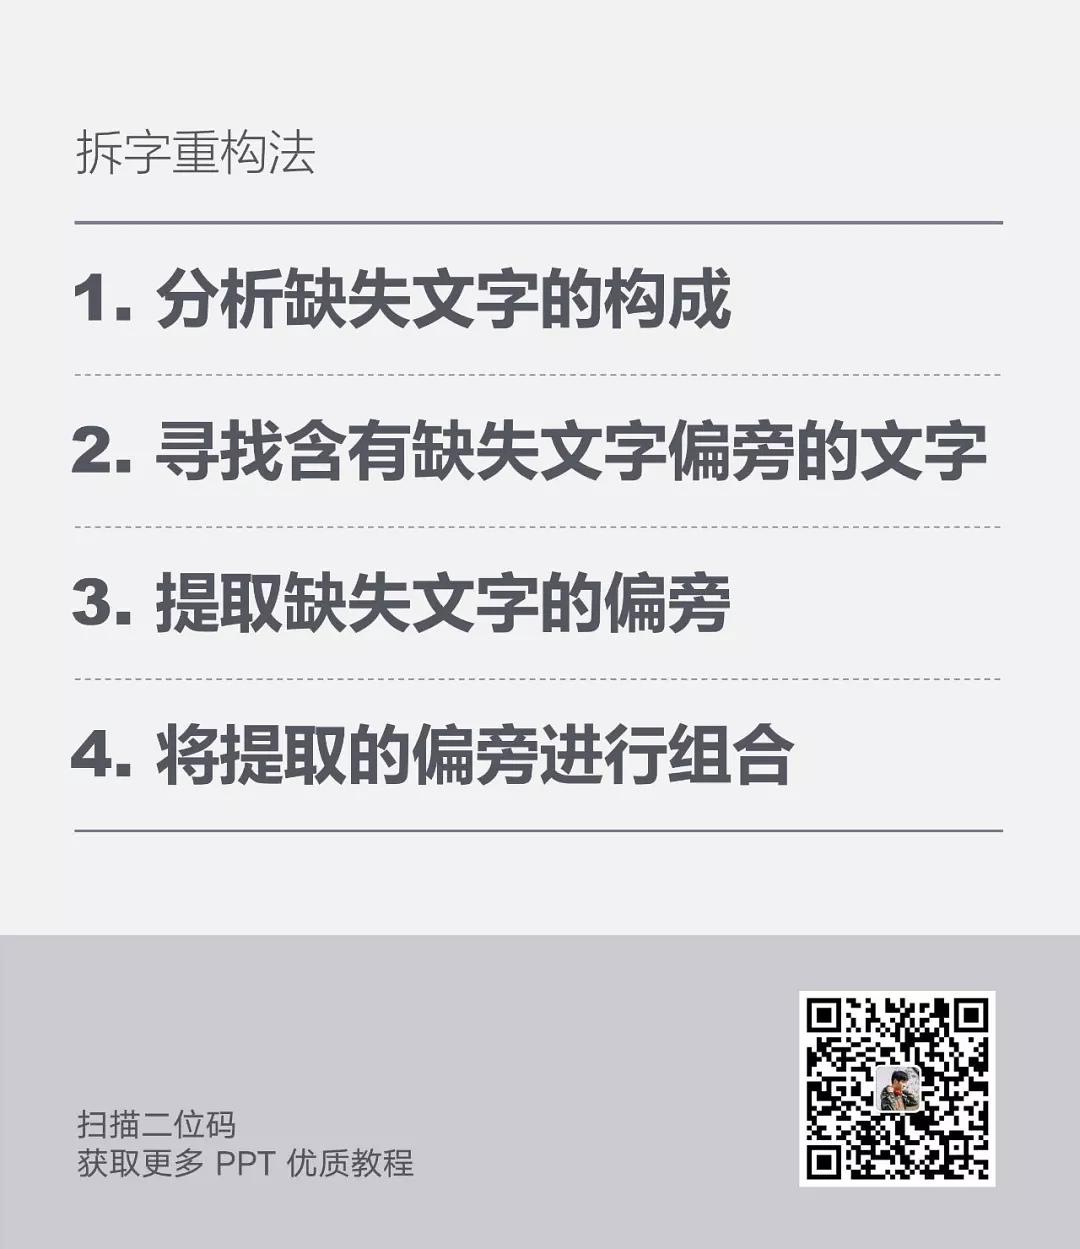 拆字重构法
1. 分析缺失文字的构成
2. 寻找含有缺失文字偏旁的文字
3. 提取缺失文字的偏旁
4. 将提取的偏旁进行组合
扫描二位码
获取更多 PPT 优质教程